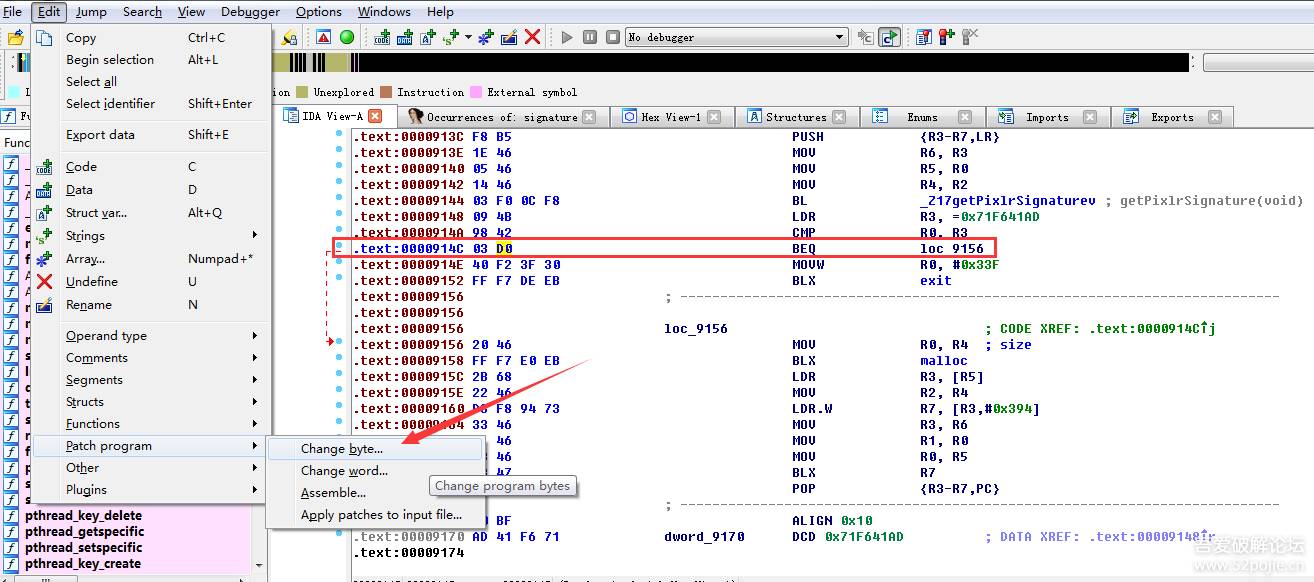 File Edit Jump Search View Debugger Options Windows Help
Copy Ctrl+C
Begin selection Alt+L
Select all
Select identifier Shift+Enter
Export data Shift+E
Code C
Data D
Struct var... Alt+Q
Strings
Array... Numpad+*
Undefine U
Rename N
Operand type
Comments
Segments
Structs
Functions
Patch program
Other
Plugins
Change byte...
Change word...
Assemble...
Apply patches to input file...
Change program bytes
No debugger
Unexplored Instruction External symbol
IDA View-A Occurrences of: signature Hex View-1 Structures Enums Imports Exports
Func
.text:0000913C F8 B5 PUSH {R3-R7,LR}
.text:0000913E 1E 46 MOV R6, R3
.text:00009140 05 46 MOV R5, R0
.text:00009142 14 46 MOV R4, R2
.text:00009144 03 F0 0C F8 BL _Z17getPixlrSignaturev ; getPixlrSignature(void)
.text:00009148 09 4B LDR R3, =0x71F641AD
.text:0000914A 98 42 CMP R0, R3
.text:0000914C 03 D0 BEQ loc_9156
.text:0000914E 40 F2 3F 30 MOVW R0, #0x33F
.text:00009152 FF F7 DE EB BLX exit
.text:00009156 ; ---------------------------------------------------------------------------
.text:00009156
.text:00009156 loc_9156 ; CODE XREF: .text:0000914C↑j
.text:00009156 20 46 MOV R0, R4 ; size
.text:00009158 FF F7 E0 EB BLX malloc
.text:0000915C 2B 68 LDR R3, [R5]
.text:0000915E 22 46 MOV R2, R4
.text:00009160 D3 F8 94 73 LDR.W R7, [R3,#0x394]
.text:00009164 33 46 MOV R3, R6
46 MOV R1, R0
46 MOV R0, R5
47 BLX R7
POP {R3-R7,PC}
; ---------------------------------------------------------------------------
BF ALIGN 0x10
.text:00009170 AD 41 F6 71 dword_9170 DCD 0x71F641AD ; DATA XREF: .text:00009148↑r
.text:00009174
pthread_key_delete
pthread_getspecific
pthread_setspecific
pthread_key_create
吾爱破解论坛
www.52pojie.cn